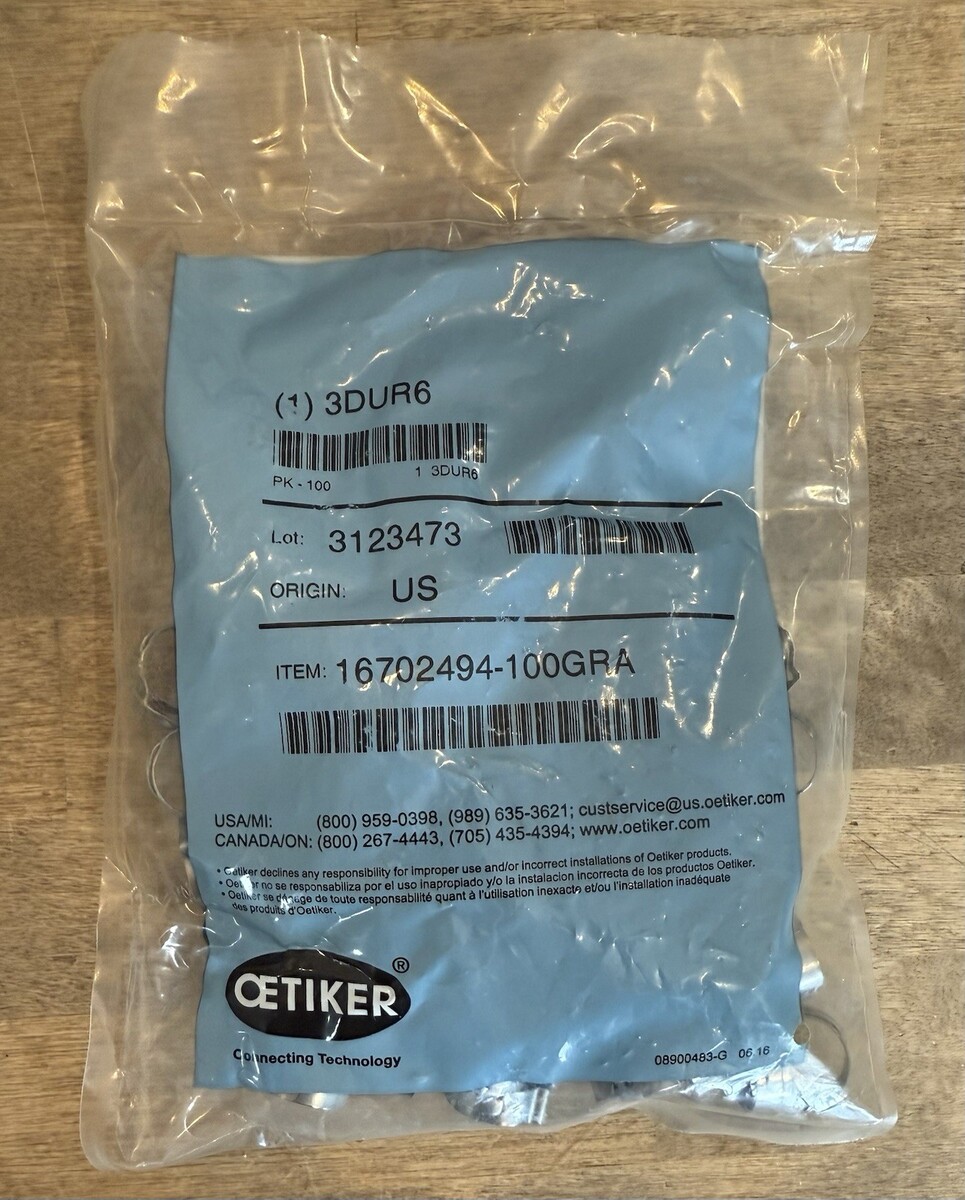 (1) 3DUR6
PK - 100 1 3DUR6
Lot: 3123473
ORIGIN: US
ITEM: 16702494-100GRA
USA/MI: (800) 959-0398, (989) 635-3621; custservice@us.oetiker.com
CANADA/ON: (800) 267-4443, (705) 435-4394; www.oetiker.com
• Oetiker declines any responsibility for improper use and/or incorrect installations of Oetiker products.
• Oetiker no se responsabiliza por el uso inapropiado y/o la instalacion incorrecta de los productos Oetiker.
• Oetiker se dégage de toute responsabilité quant à l'utilisation inexacte et/ou l'installation inadéquate
des produits d'Oetiker.
ŒTIKER®
Connecting Technology
08900483-G 06 16